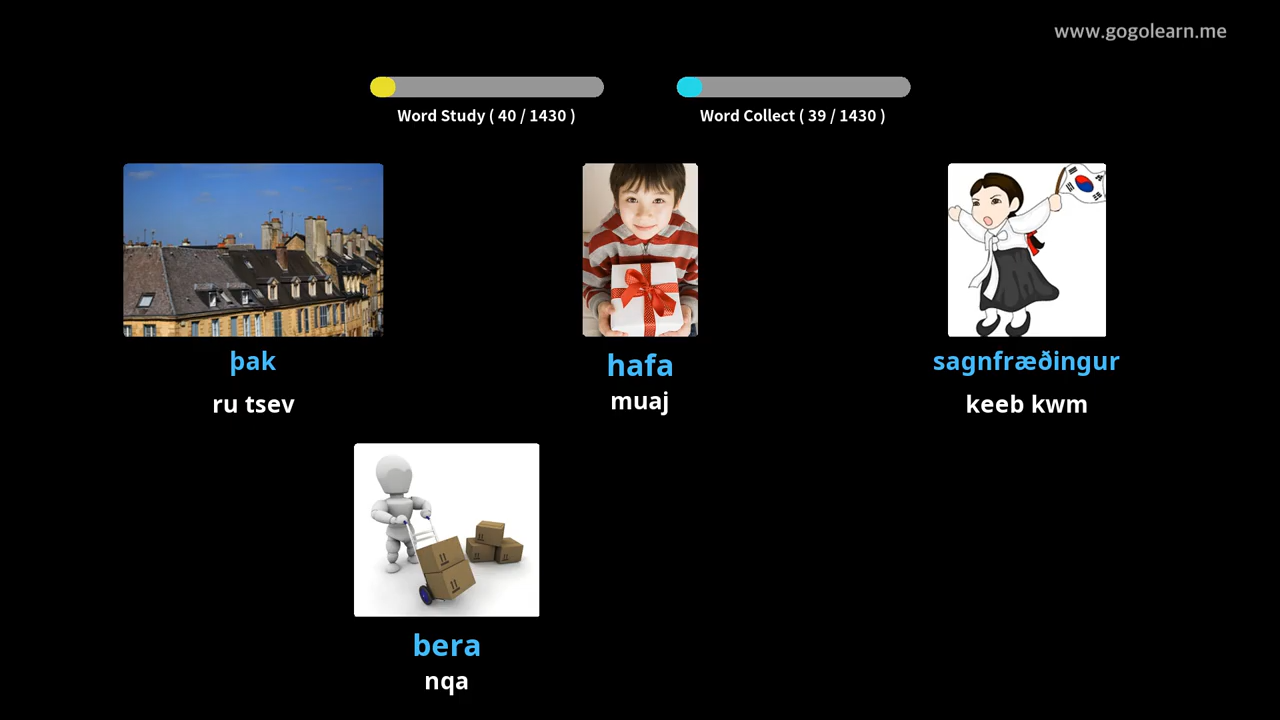 www.gogolearn.me
Word Study ( 40 / 1430 )
Word Collect ( 39 / 1430 )
þak
hafa
sagnfræðingur
ru tsev
muaj
keeb kwm
bera
nqa